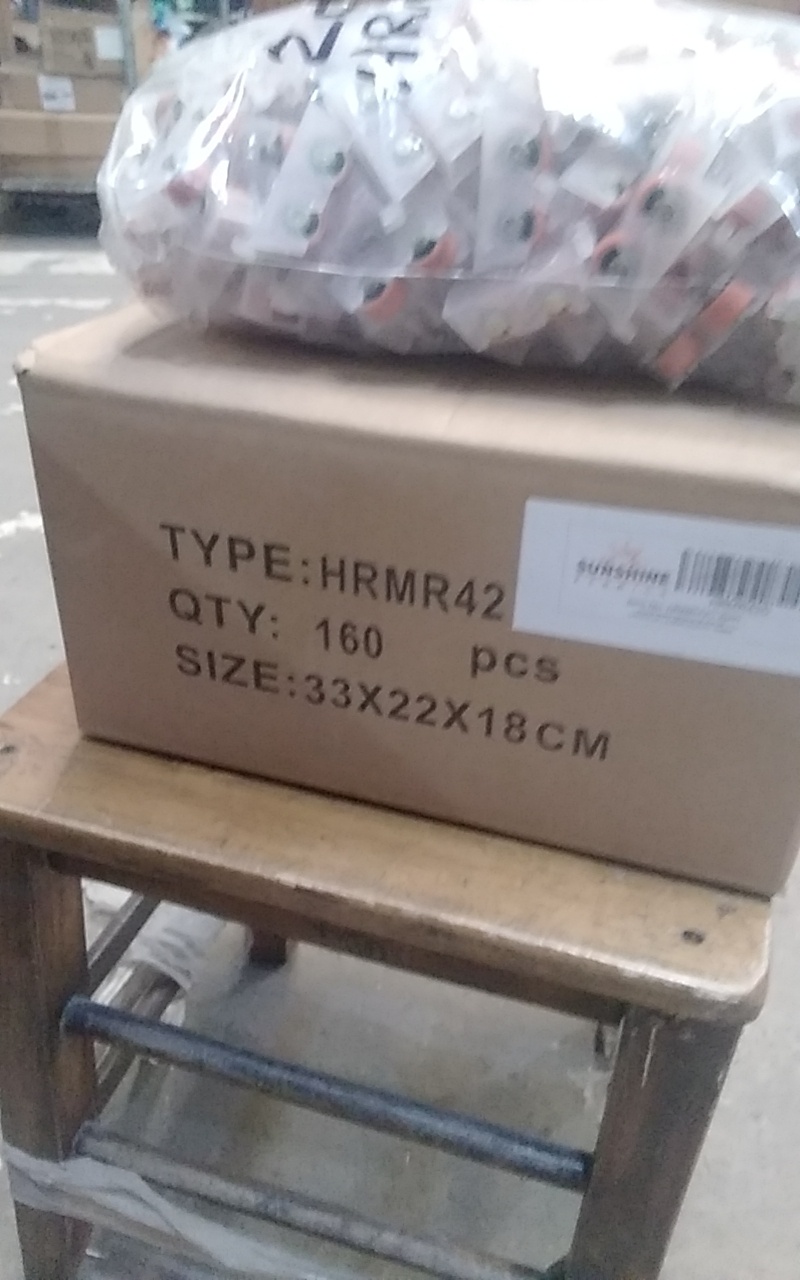 TYPE:HRMR42
QTY: 160 pcs
SIZE:33X22X18CM
SUNSHINE